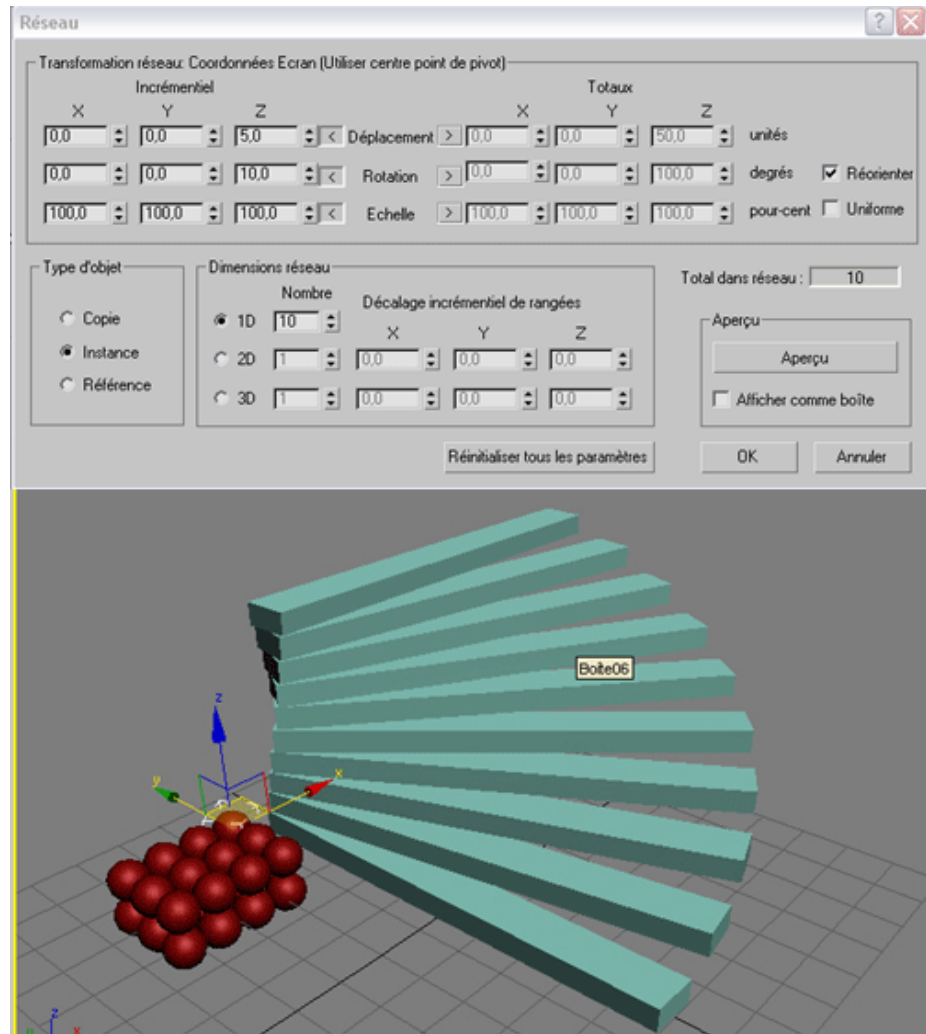 Réseau
Transformation réseau: Coordonnées Ecran (Utiliser centre point de pivot)
Incrémentiel Totaux
X Y Z X Y Z
0,0 0,0 5,0 < Déplacement > 0,0 0,0 50,0 unités
0,0 0,0 10,0 < Rotation > 0,0 0,0 100,0 degrés Réorienter
100,0 100,0 100,0 < Echelle > 100,0 100,0 100,0 pour-cent Uniforme
Type d'objet
Copie
Instance
Référence
Dimensions réseau
Nombre
Décalage incrémentiel de rangées
X Y Z
1D 10
2D 1 0,0 0,0 0,0
3D 1 0,0 0,0 0,0
Total dans réseau : 10
Aperçu
Aperçu
Afficher comme boîte
Réinitialiser tous les paramètres
OK
Annuler
Boîte06
z
y
x
z
x